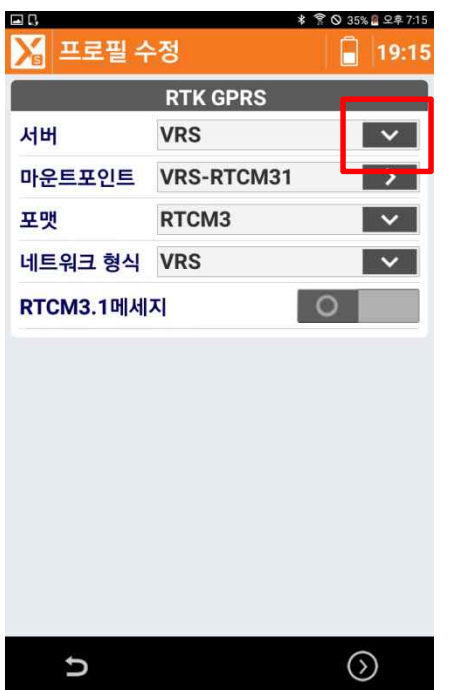 35% 오후 7:15
XS 프로필 수정 19:15
RTK GPRS
서버 VRS
마운트포인트 VRS-RTCM31
포맷 RTCM3
네트워크 형식 VRS
RTCM3.1메세지